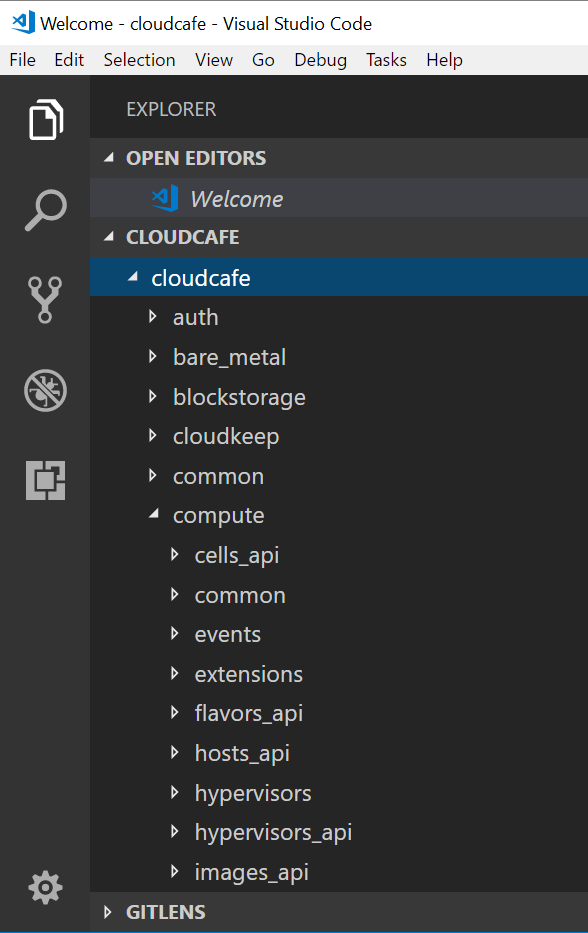 Welcome - cloudcafe - Visual Studio Code
File Edit Selection View Go Debug Tasks Help
EXPLORER
OPEN EDITORS
Welcome
CLOUDCAFE
cloudcafe
auth
bare_metal
blockstorage
cloudkeep
common
compute
cells_api
common
events
extensions
flavors_api
hosts_api
hypervisors
hypervisors_api
images_api
GITLENS